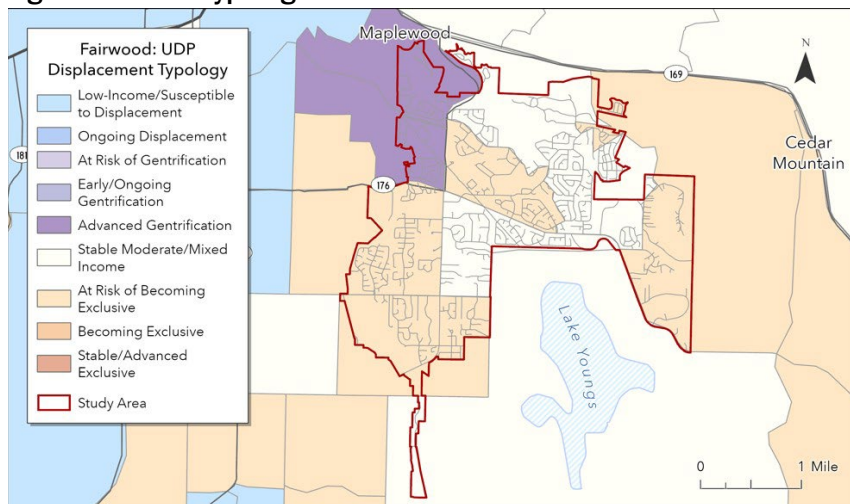 Maplewood
Fairwood: UDP
Displacement Typology
Low-Income/Susceptible
to Displacement
Ongoing Displacement
At Risk of Gentrification
Early/Ongoing
Gentrification
Advanced Gentrification
Stable Moderate/Mixed
Income
At Risk of Becoming
Exclusive
Becoming Exclusive
Stable/Advanced
Exclusive
Study Area
181
176
169
N
Cedar
Mountain
Lake Youngs
0 1 Mile